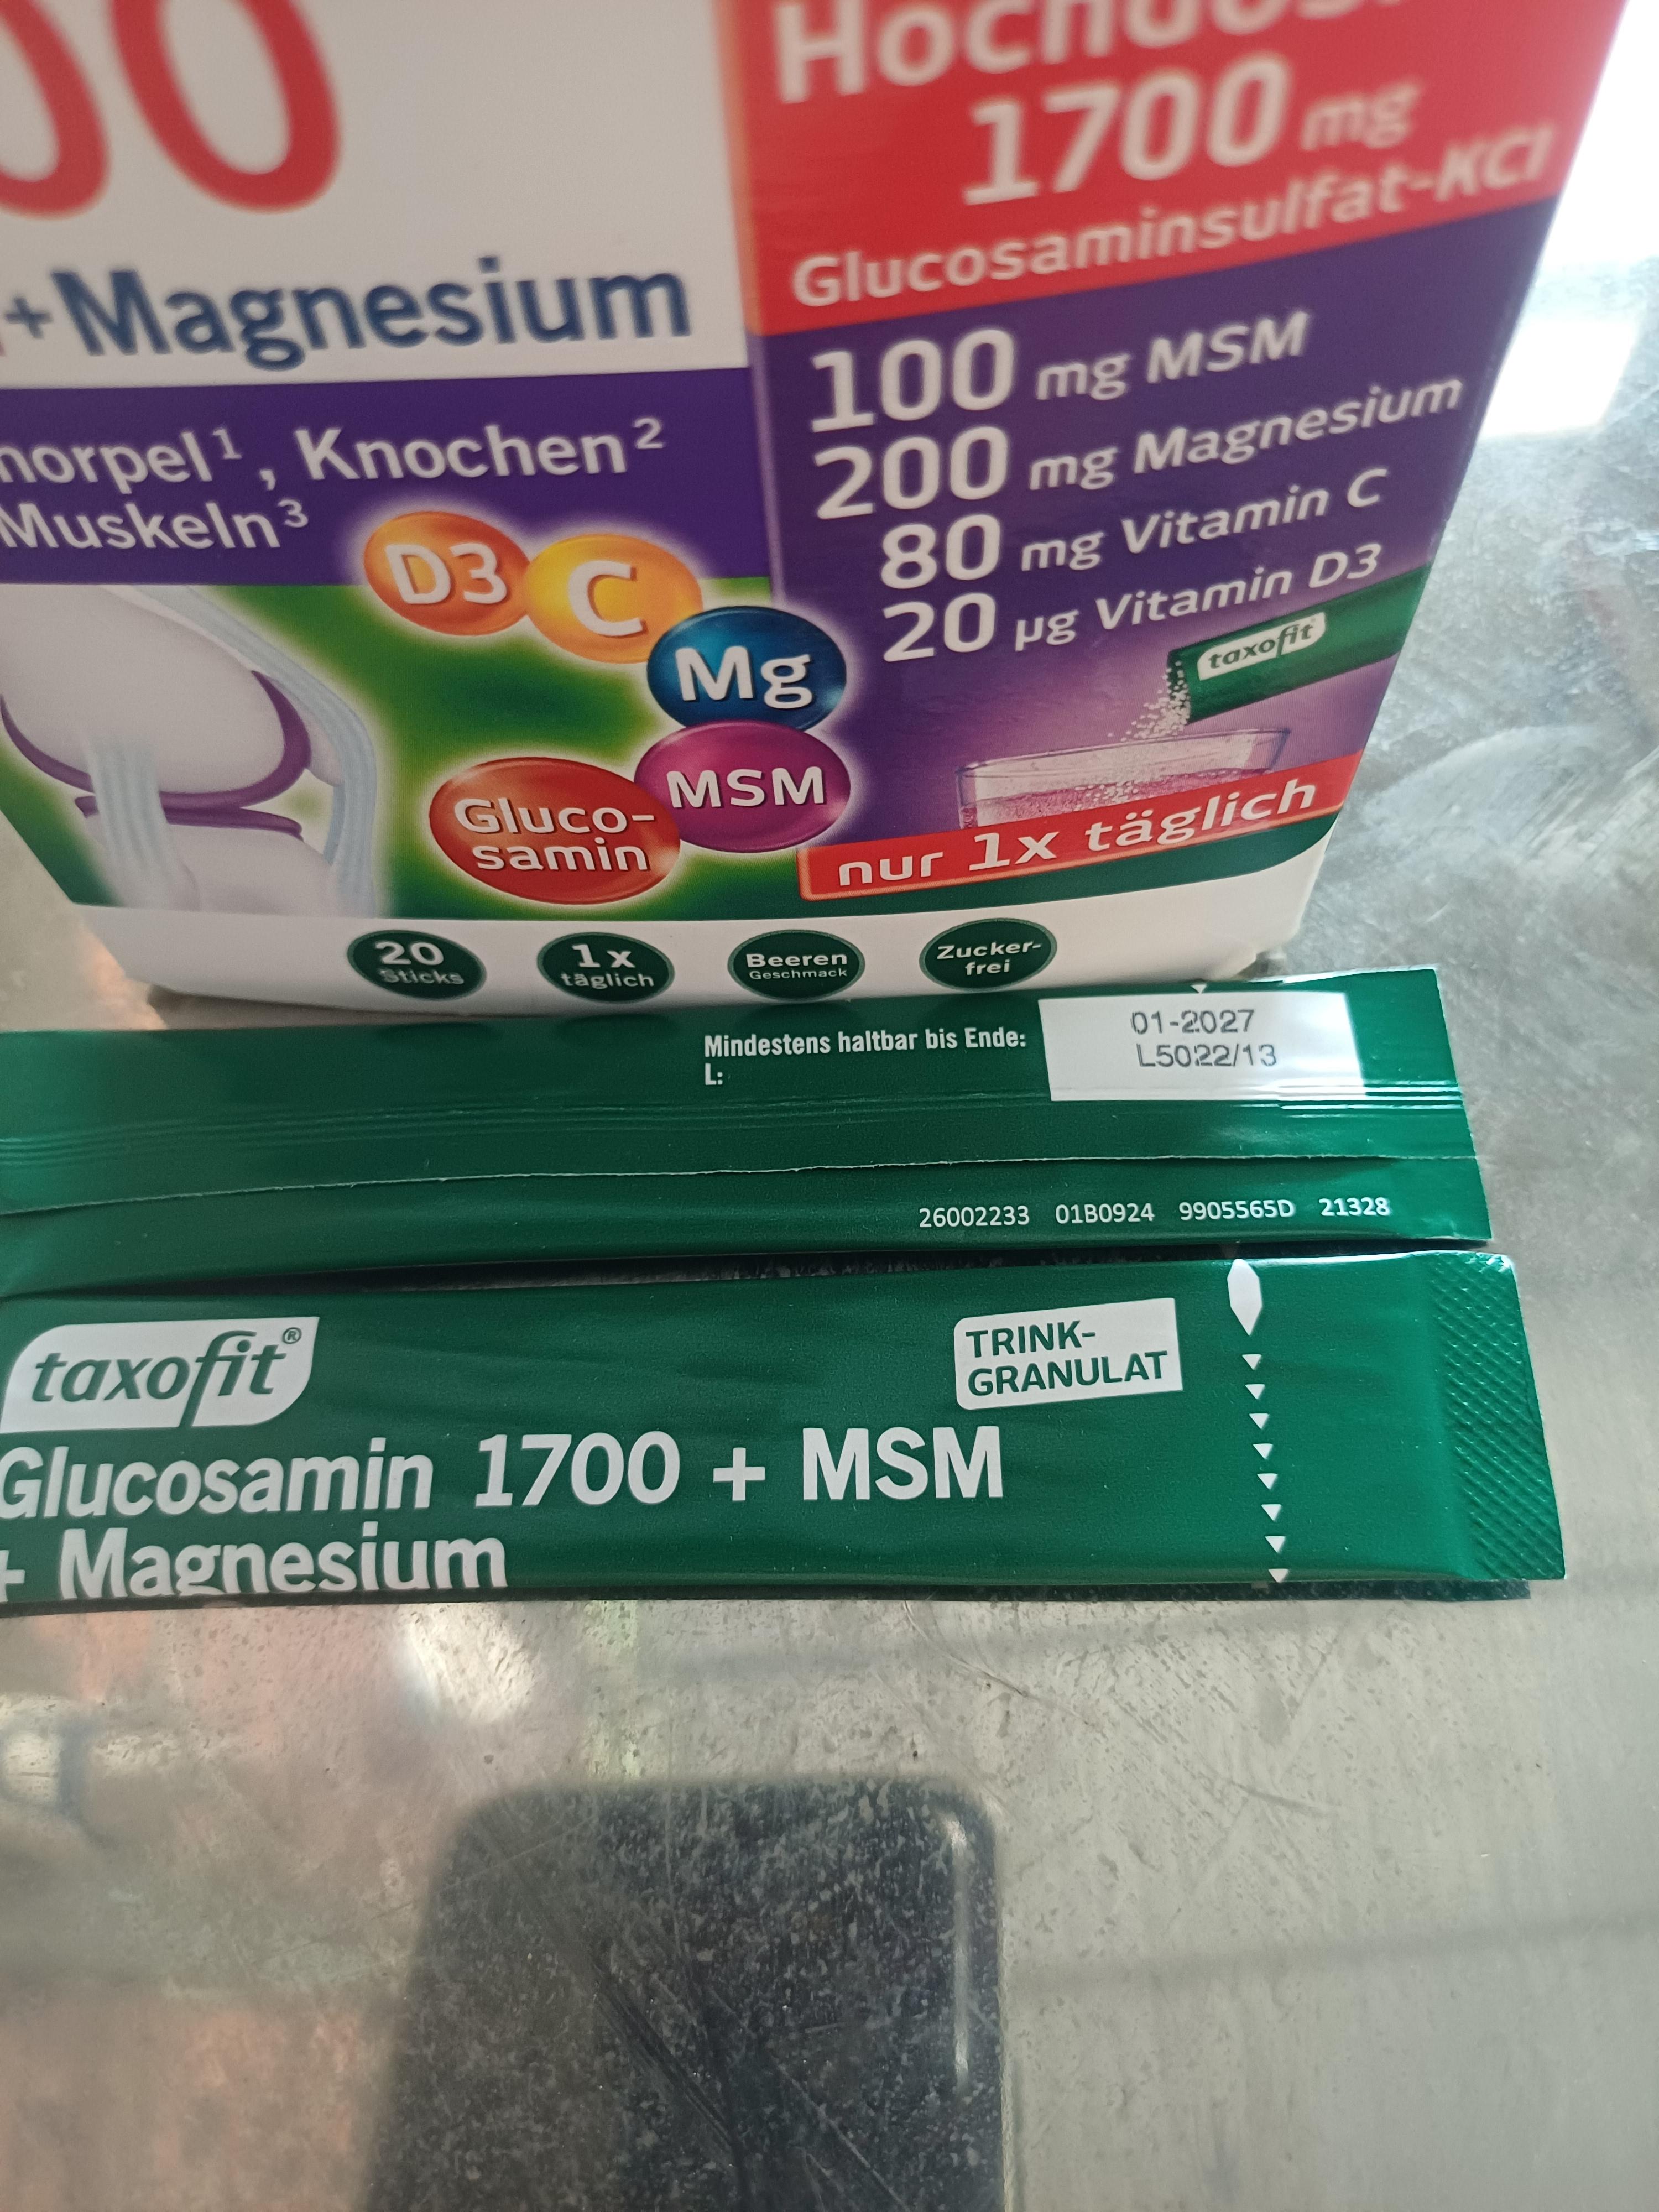 00
Hochdos
1700 mg
Glucosaminsulfat-KCl
+Magnesium
100 mg MSM
200 mg Magnesium
80 mg Vitamin C
20 µg Vitamin D3
norpel¹, Knochen²
Muskeln³
D3
C
Mg
MSM
Gluco-
samin
taxofit
nur 1x täglich
20
Sticks
1x
täglich
Beeren
Geschmack
Zucker-
frei
Mindestens haltbar bis Ende:
L:
01-2027
L5022/13
26002233 01B0924 9905565D 21328
taxofit®
TRINK-
GRANULAT
Glucosamin 1700 + MSM
+ Magnesium